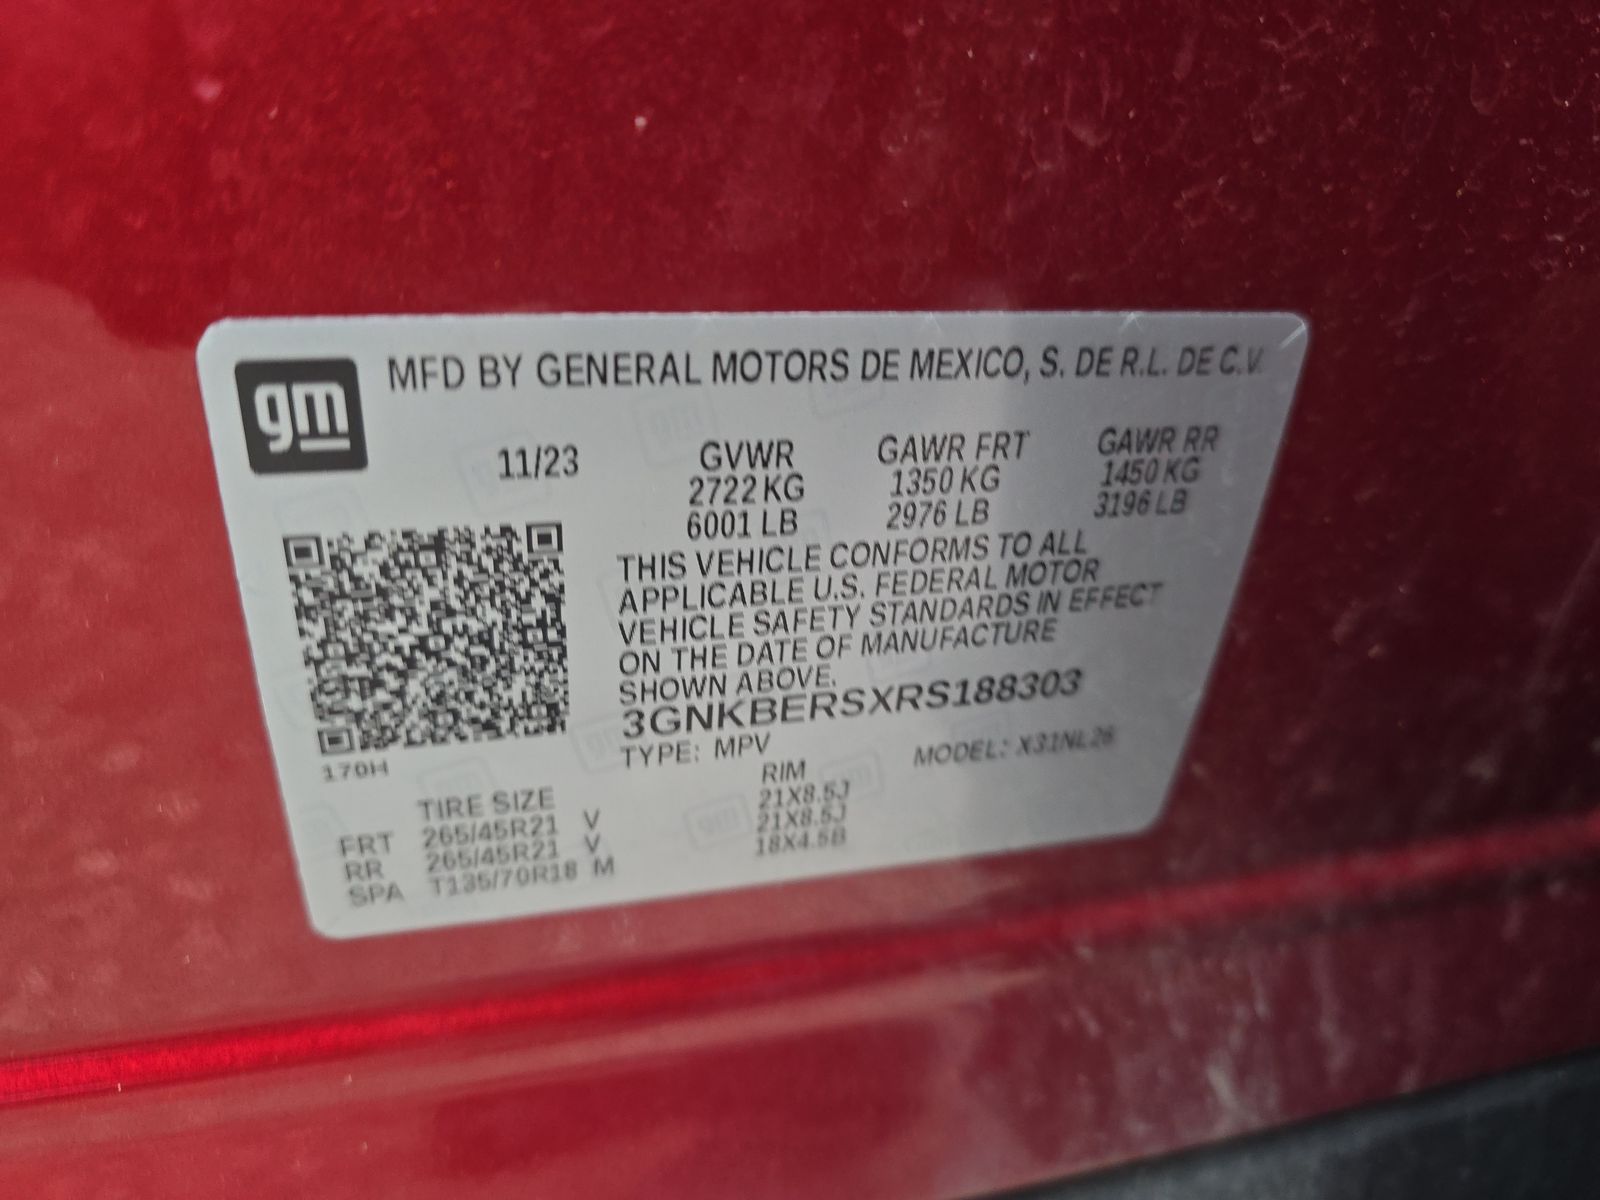 gm
MFD BY GENERAL MOTORS DE MEXICO, S. DE R.L. DE C.V.
11/23 GVWR GAWR FRT GAWR RR
2722 KG 1350 KG 1450 KG
6001 LB 2976 LB 3196 LB
THIS VEHICLE CONFORMS TO ALL
APPLICABLE U.S. FEDERAL MOTOR
VEHICLE SAFETY STANDARDS IN EFFECT
ON THE DATE OF MANUFACTURE
SHOWN ABOVE.
3GNKBERSXRS188303
TYPE: MPV MODEL: X31NL26
170H
TIRE SIZE RIM
FRT 265/45R21 V 21X8.5J
RR 265/45R21 V 21X8.5J
SPA T135/70R18 M 18X4.5B